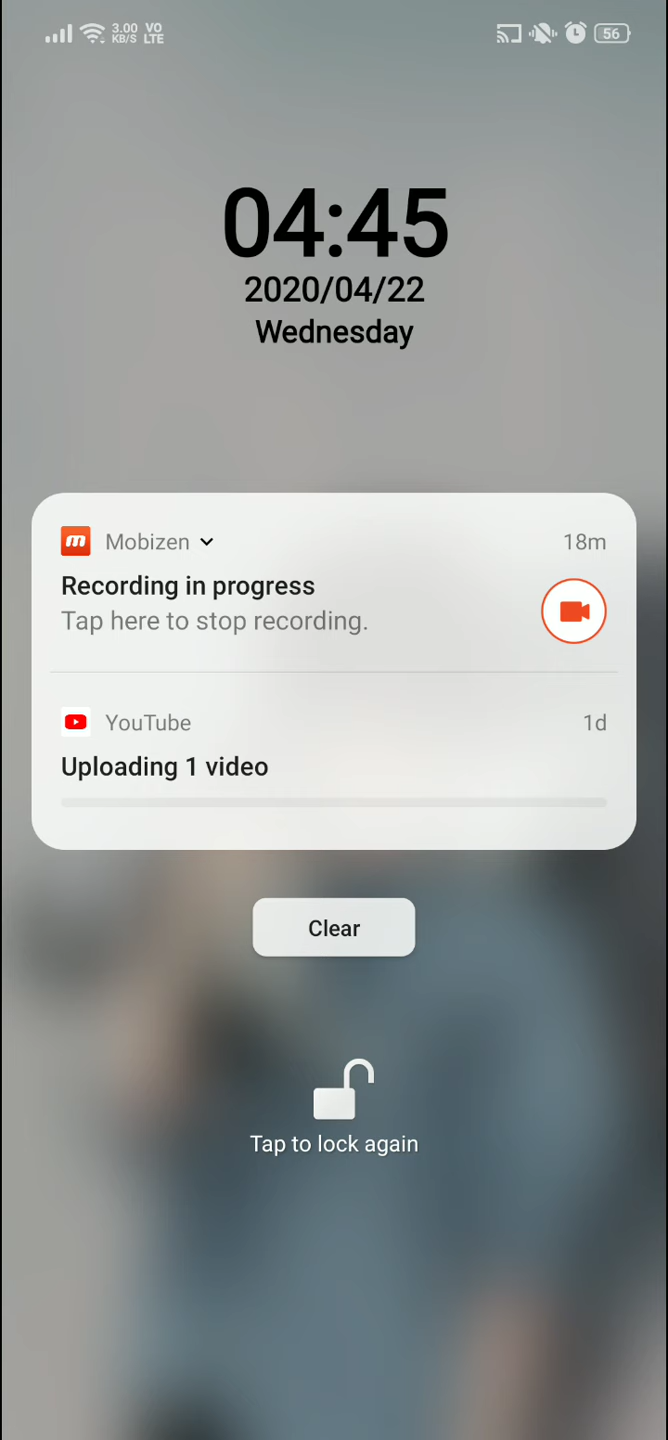 3.00 KB/S VO LTE 56
04:45
2020/04/22
Wednesday
m Mobizen 18m
Recording in progress
Tap here to stop recording.
YouTube 1d
Uploading 1 video
Clear
Tap to lock again